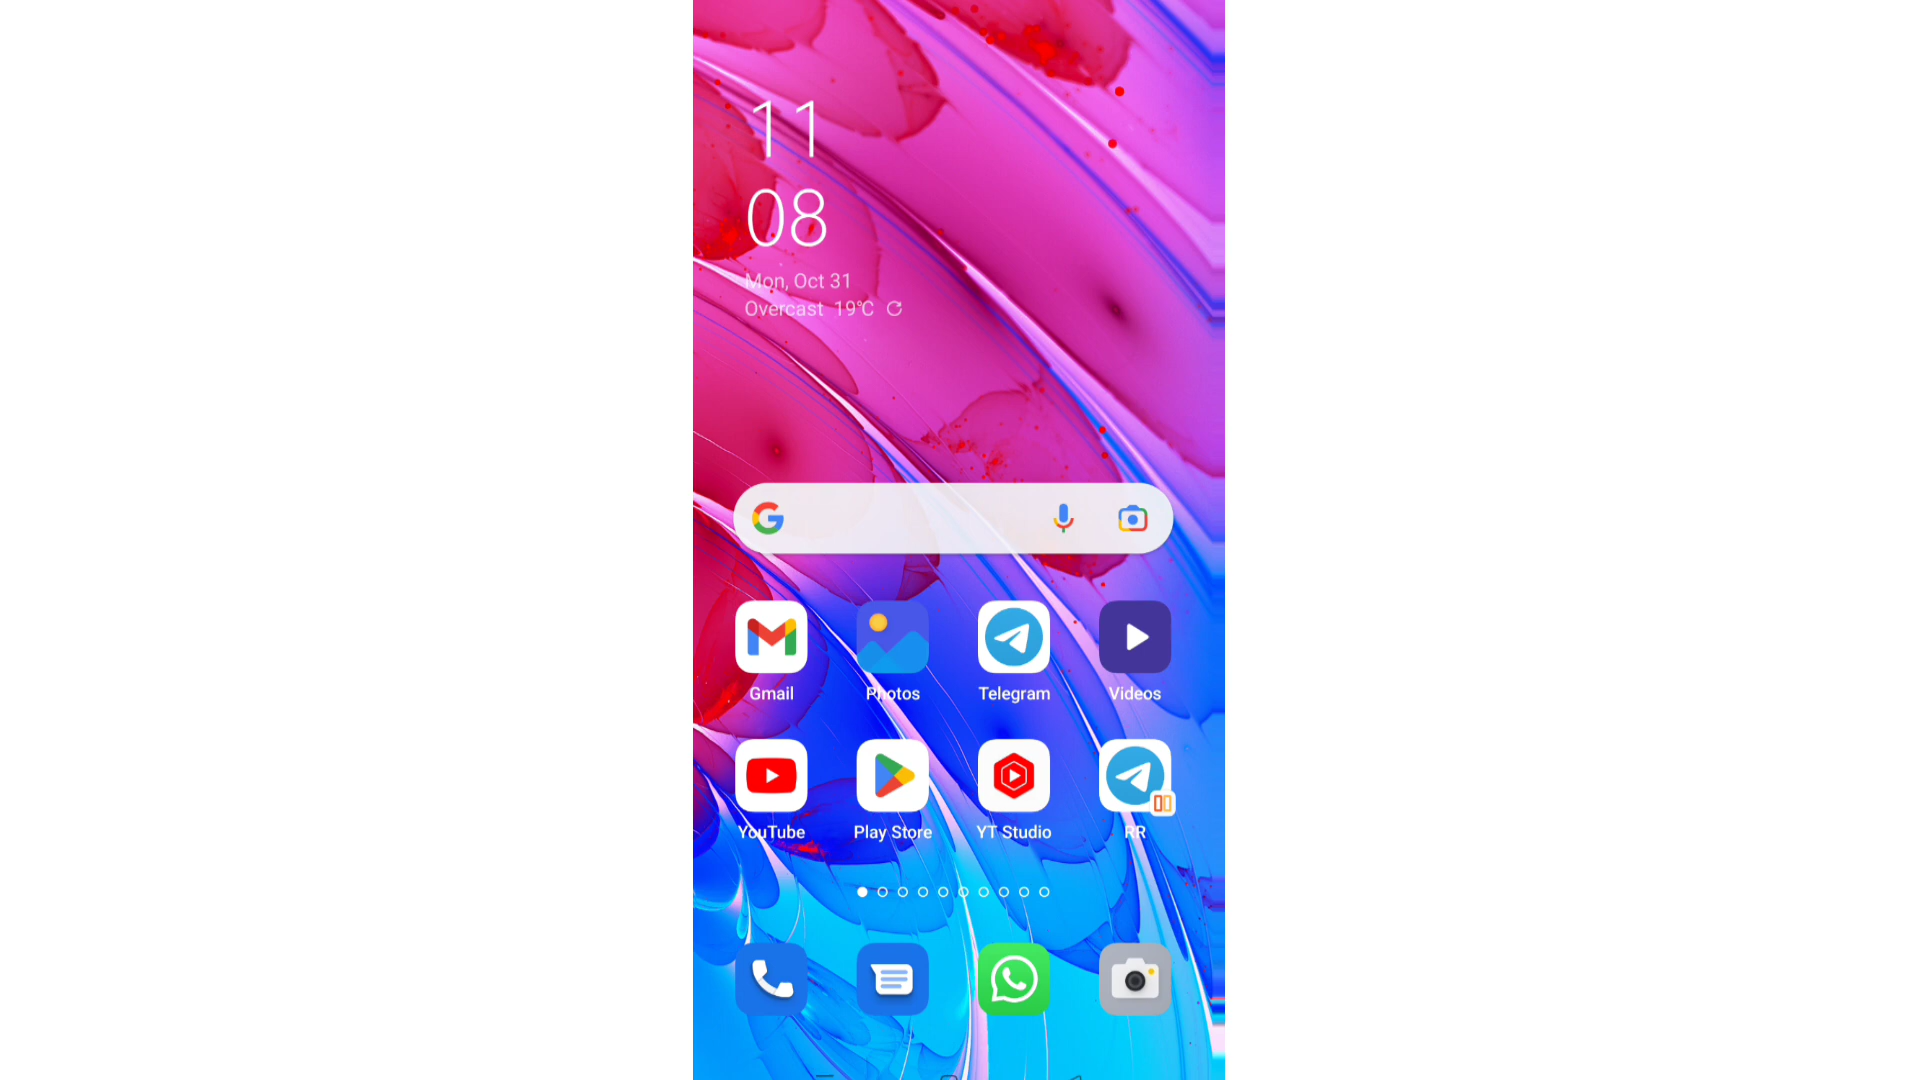 11
08
Mon, Oct 31
Overcast 19°C
Gmail
Photos
Telegram
Videos
YouTube
Play Store
YT Studio
RR